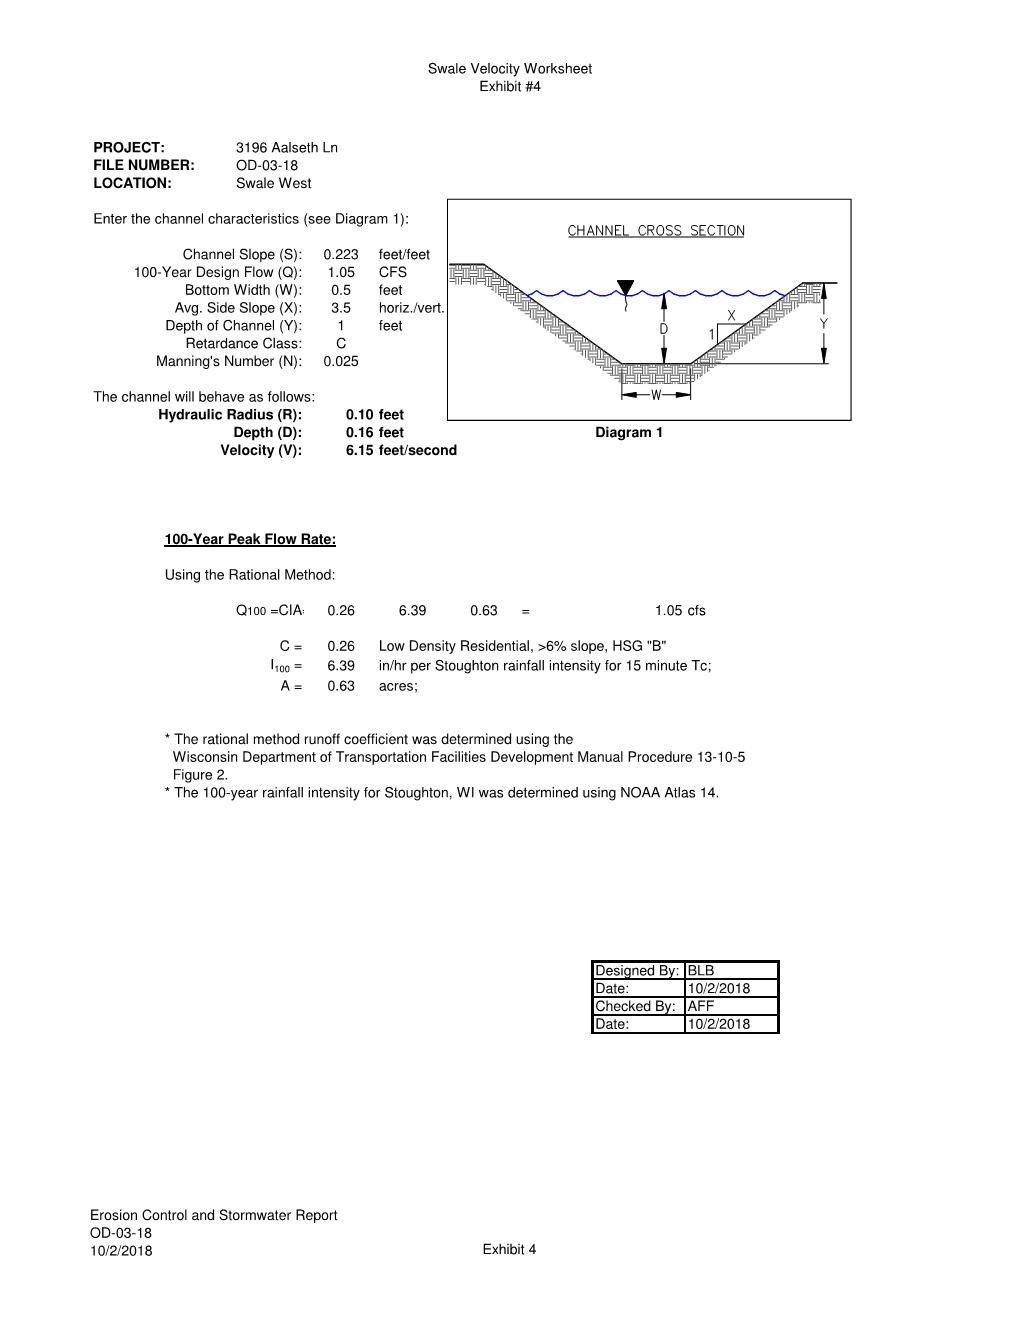 Swale Velocity Worksheet
Exhibit #4
PROJECT: 3196 Aalseth Ln
FILE NUMBER: OD-03-18
LOCATION: Swale West
Enter the channel characteristics (see Diagram 1):
Channel Slope (S): 0.223 feet/feet
100-Year Design Flow (Q): 1.05 CFS
Bottom Width (W): 0.5 feet
Avg. Side Slope (X): 3.5 horiz./vert.
Depth of Channel (Y): 1 feet
Retardance Class: C
Manning's Number (N): 0.025
The channel will behave as follows:
Hydraulic Radius (R): 0.10 feet
Depth (D): 0.16 feet
Velocity (V): 6.15 feet/second
CHANNEL CROSS SECTION
X
1
D
Y
W
Diagram 1
100-Year Peak Flow Rate:
Using the Rational Method:
Q100 =CIA= 0.26 6.39 0.63 = 1.05 cfs
C = 0.26 Low Density Residential, >6% slope, HSG "B"
I100 = 6.39 in/hr per Stoughton rainfall intensity for 15 minute Tc;
A = 0.63 acres;
* The rational method runoff coefficient was determined using the
Wisconsin Department of Transportation Facilities Development Manual Procedure 13-10-5
Figure 2.
* The 100-year rainfall intensity for Stoughton, WI was determined using NOAA Atlas 14.
Designed By: BLB
Date: 10/2/2018
Checked By: AFF
Date: 10/2/2018
Erosion Control and Stormwater Report
OD-03-18
10/2/2018
Exhibit 4